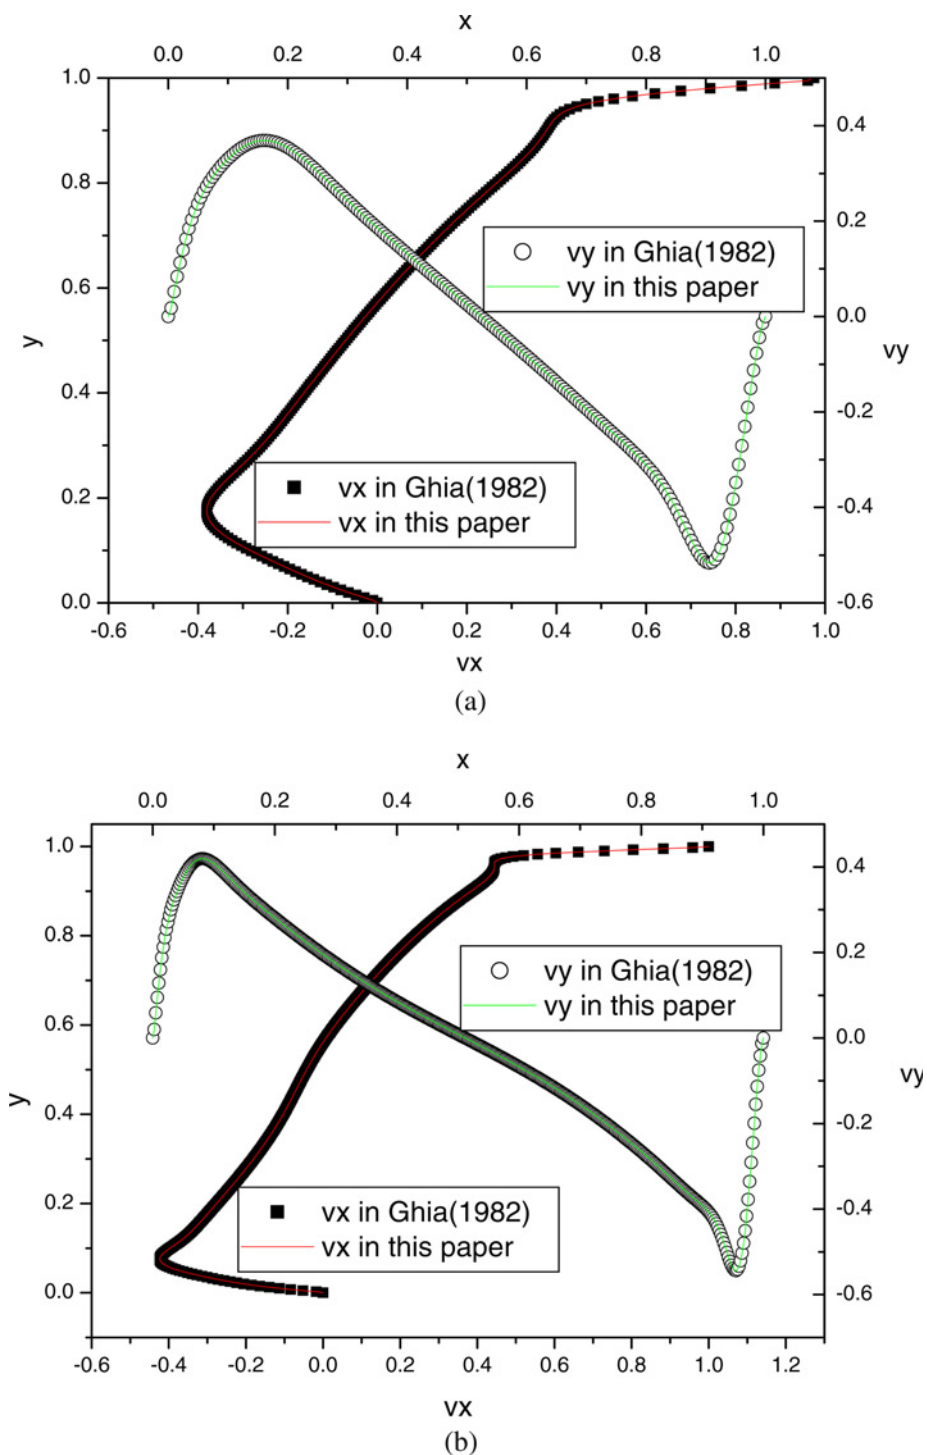 x
0.0 0.2 0.4 0.6 0.8 1.0
1.0
0.8
0.6
0.4
0.2
0.0
y
0.4
0.2
0.0
-0.2
-0.4
-0.6
vy
vy in Ghia(1982)
vy in this paper
vx in Ghia(1982)
vx in this paper
-0.6 -0.4 -0.2 0.0 0.2 0.4 0.6 0.8 1.0
vx
(a)
x
0.0 0.2 0.4 0.6 0.8 1.0
1.0
0.8
0.6
0.4
0.2
0.0
y
0.4
0.2
0.0
-0.2
-0.4
-0.6
vy
vy in Ghia(1982)
vy in this paper
vx in Ghia(1982)
vx in this paper
-0.6 -0.4 -0.2 0.0 0.2 0.4 0.6 0.8 1.0 1.2
vx
(b)